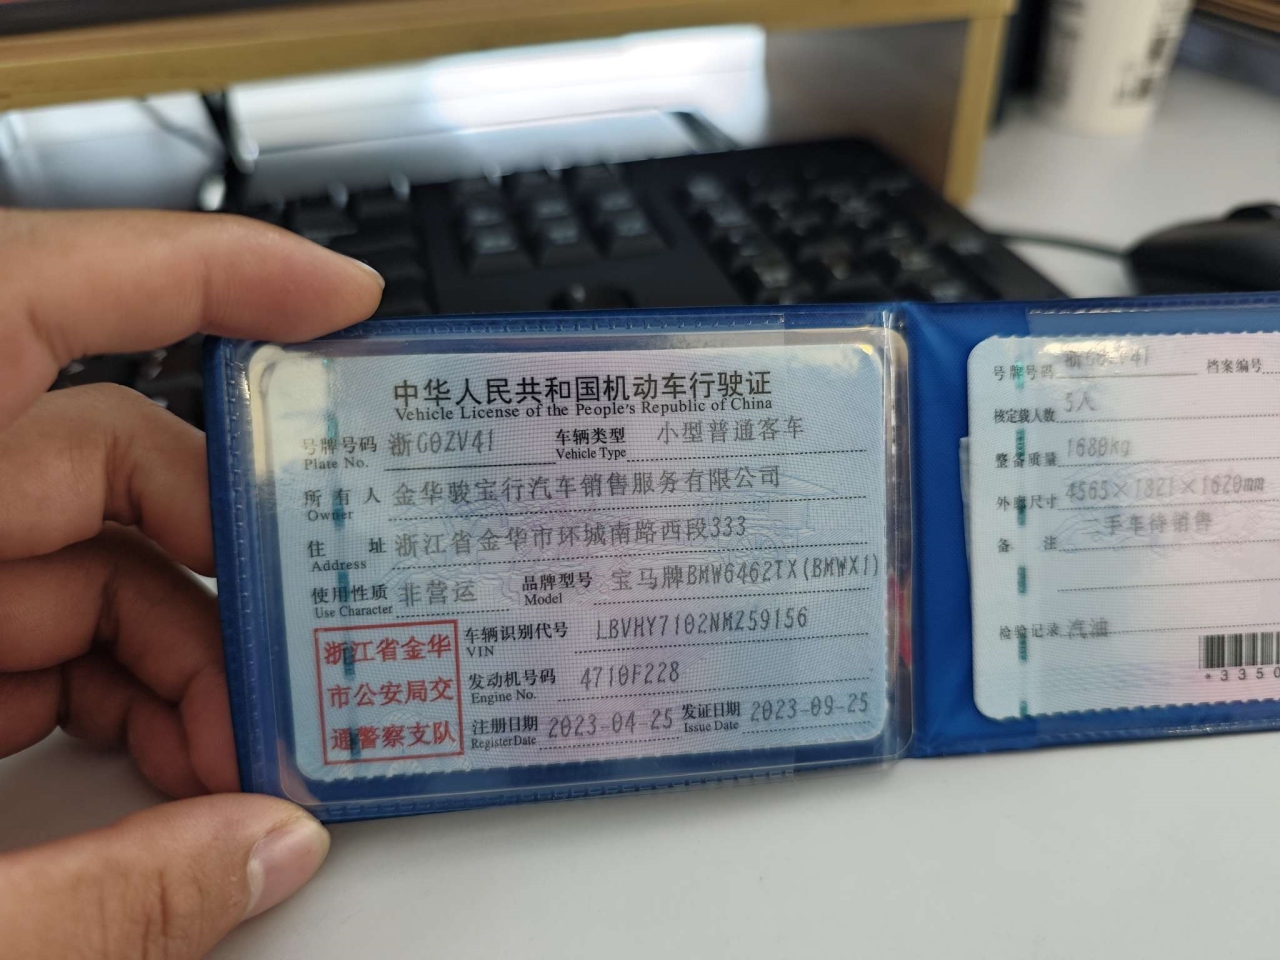 中华人民共和国机动车行驶证
Vehicle License of the People's Republic of China
号牌号码 浙G0ZV41 车辆类型 小型普通客车
Plate No. Vehicle Type
所有人 金华骏宝行汽车销售服务有限公司
Owner
住址 浙江省金华市环城南路西段333
Address
使用性质 非营运 品牌型号 宝马牌BMW6462TX(BMWX1)
Use Character Model
车辆识别代号 LBVHY7102NMZ59156
VIN
发动机号码 4710F228
Engine No.
注册日期 2023-04-25 发证日期 2023-09-25
Register Date Issue Date
浙江省金华
市公安局交
通警察支队
号牌号码 档案编号
核定载人数 5人
整备质量 1680kg
外廓尺寸 4565×1821×1620mm
备注 二手车待销售
检验记录 汽油
*3350